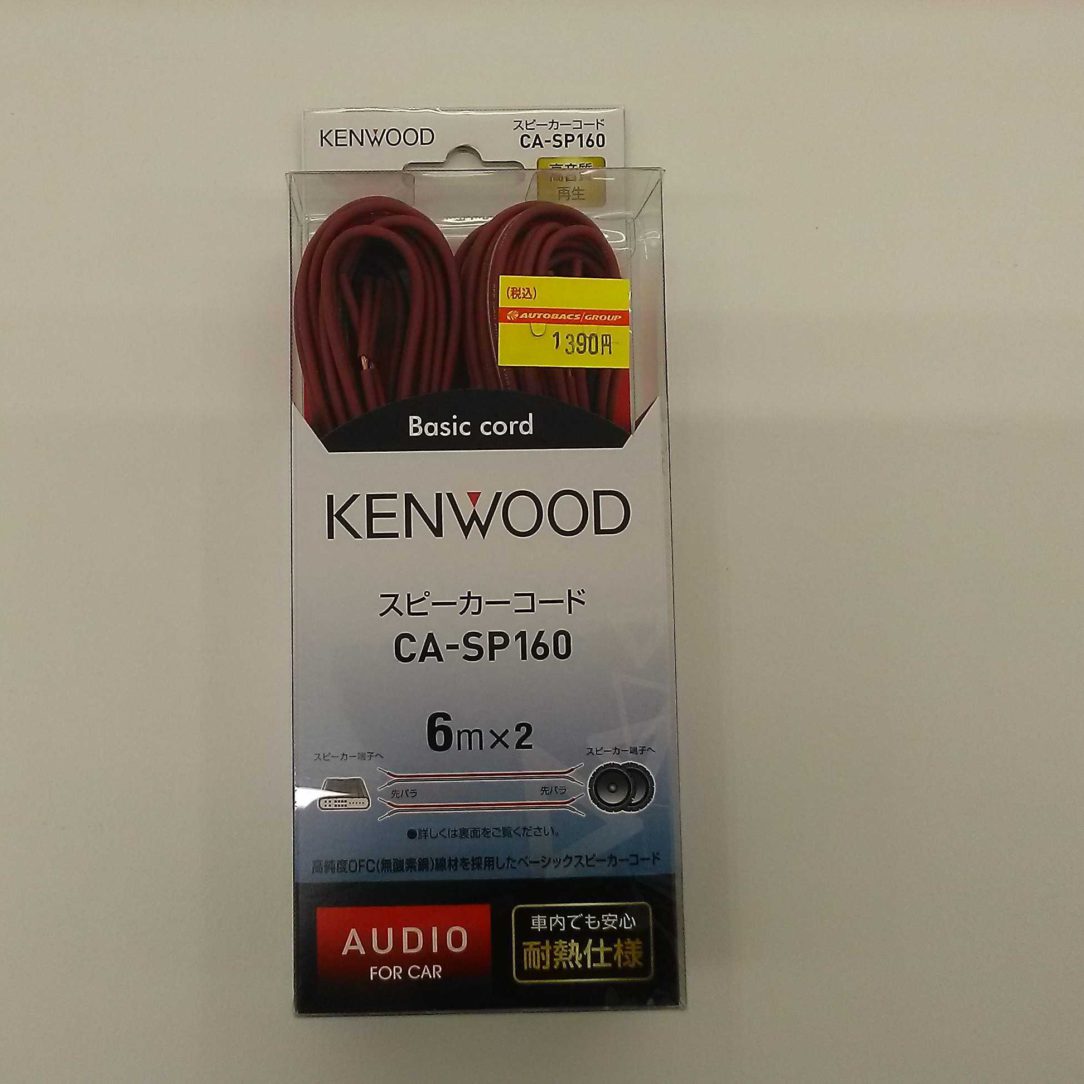 KENWOOD
スピーカーコード
CA-SP160
高音質
再生
(税込)
AUTOBACS/GROUP
1390円
Basic cord
KENWOOD
スピーカーコード
CA-SP160
6m×2
スピーカー端子へ
スピーカー端子へ
先バラ
先バラ
●詳しくは裏面をご覧ください。
高純度OFC(無酸素銅)線材を採用したベーシックスピーカーコード
AUDIO
FOR CAR
車内でも安心
耐熱仕様